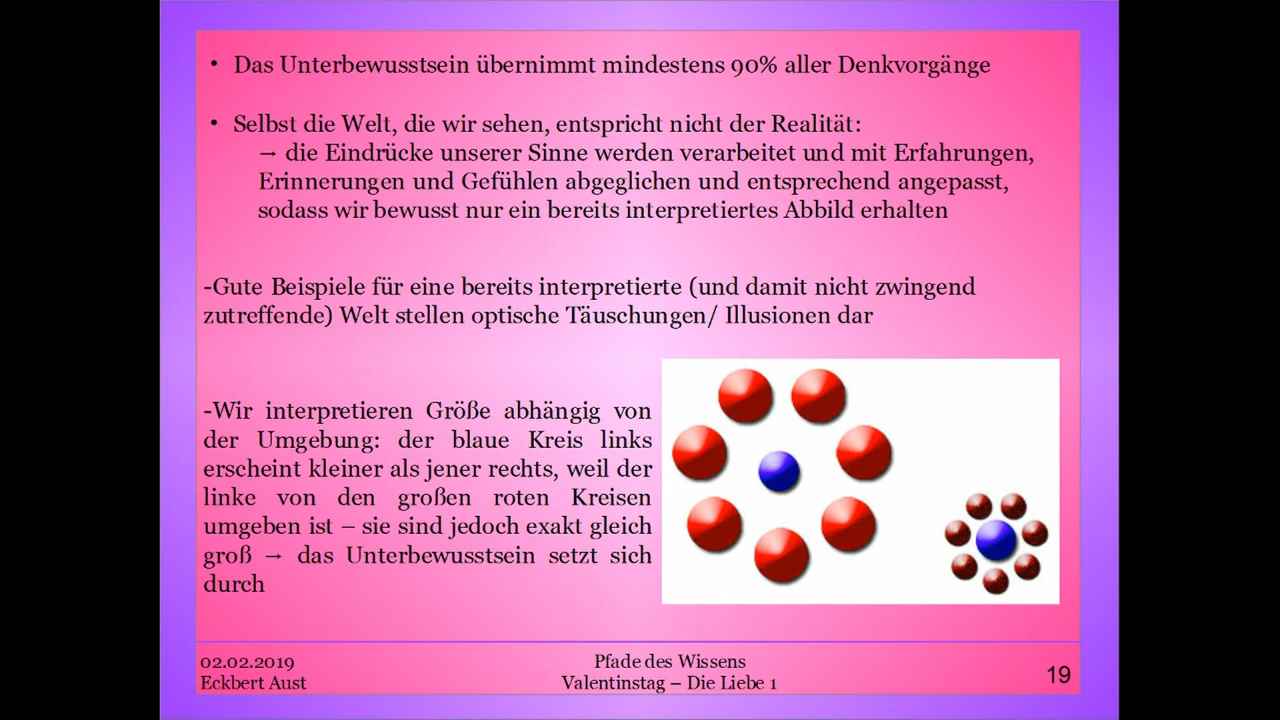 • Das Unterbewusstsein übernimmt mindestens 90% aller Denkvorgänge
• Selbst die Welt, die wir sehen, entspricht nicht der Realität:
→ die Eindrücke unserer Sinne werden verarbeitet und mit Erfahrungen,
Erinnerungen und Gefühlen abgeglichen und entsprechend angepasst,
sodass wir bewusst nur ein bereits interpretiertes Abbild erhalten
-Gute Beispiele für eine bereits interpretierte (und damit nicht zwingend
zutreffende) Welt stellen optische Täuschungen/ Illusionen dar
-Wir interpretieren Größe abhängig von
der Umgebung: der blaue Kreis links
erscheint kleiner als jener rechts, weil der
linke von den großen roten Kreisen
umgeben ist – sie sind jedoch exakt gleich
groß → das Unterbewusstsein setzt sich
durch
02.02.2019
Eckbert Aust
Pfade des Wissens
Valentinstag – Die Liebe 1
19